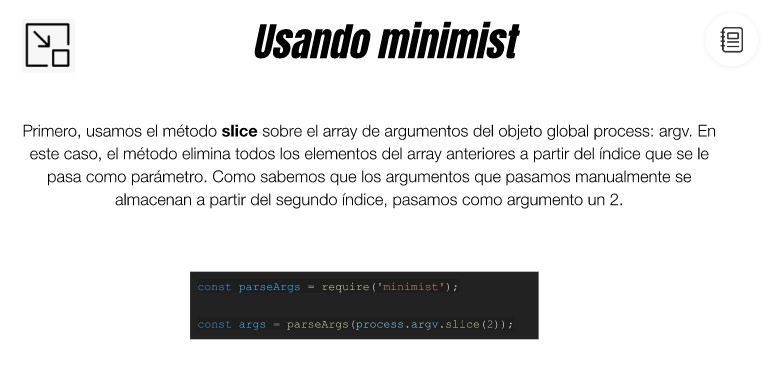 Usando minimist
Primero, usamos el método slice sobre el array de argumentos del objeto global process: argv. En
este caso, el método elimina todos los elementos del array anteriores a partir del índice que se le
pasa como parámetro. Como sabemos que los argumentos que pasamos manualmente se
almacenan a partir del segundo índice, pasamos como argumento un 2.
const parseArgs = require('minimist');
const args = parseArgs(process.argv.slice(2));